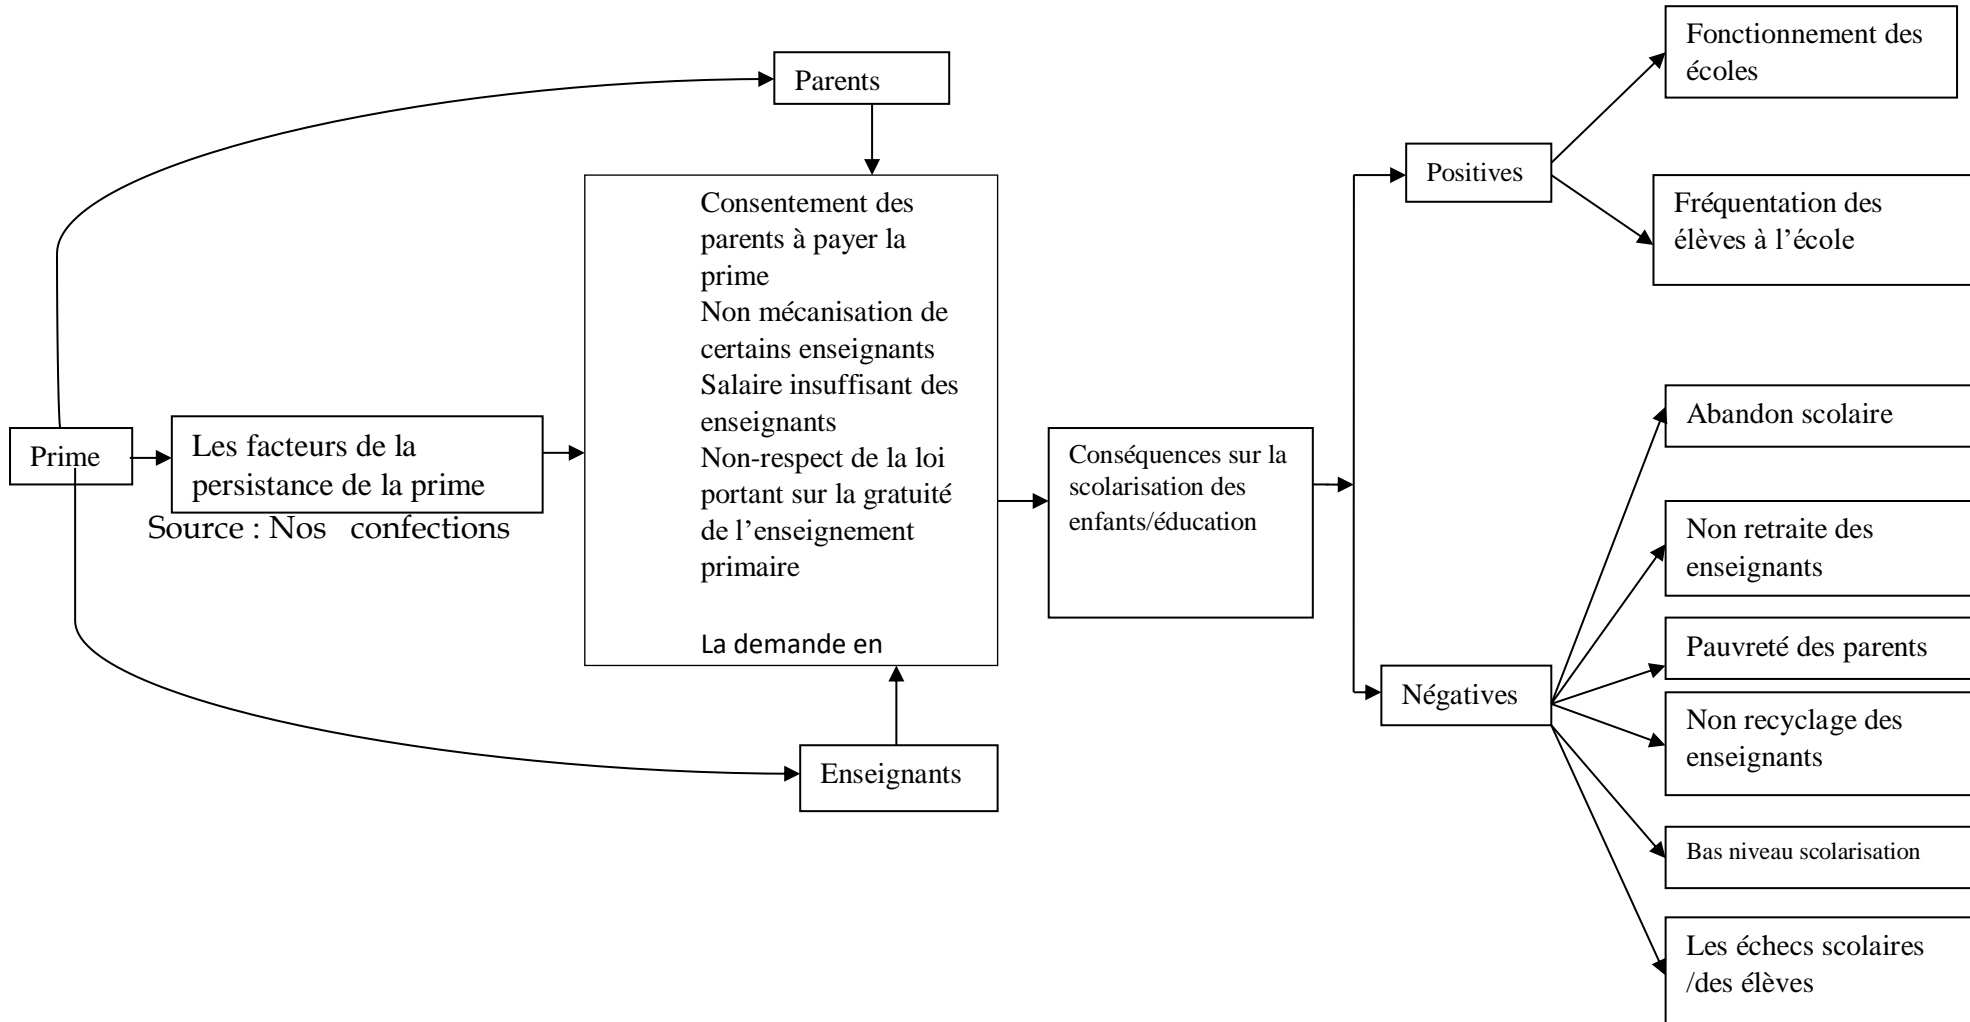 Prime
Les facteurs de la
persistance de la prime
Source : Nos confections
Parents
Consentement des
parents à payer la
prime
Non mécanisation de
certains enseignants
Salaire insuffisant des
enseignants
Non-respect de la loi
portant sur la gratuité
de l’enseignement
primaire
La demande en
Enseignants
Conséquences sur la
scolarisation des
enfants/éducation
Positives
Fonctionnement des
écoles
Fréquentation des
élèves à l’école
Négatives
Abandon scolaire
Non retraite des
enseignants
Pauvreté des parents
Non recyclage des
enseignants
Bas niveau scolarisation
Les échecs scolaires
/des élèves